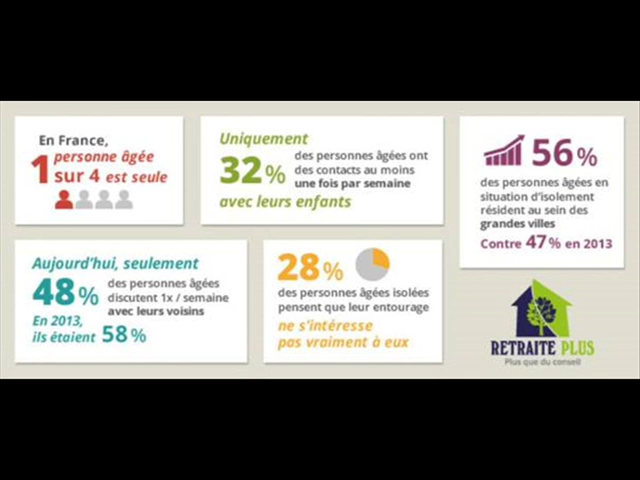 En France,
1 personne âgée
sur 4 est seule
Uniquement
32% des personnes âgées ont
des contacts au moins
une fois par semaine
avec leurs enfants
56%
des personnes âgées en
situation d'isolement
résident au sein des
grandes villes
Contre 47% en 2013
Aujourd'hui, seulement
48% des personnes âgées
discutent 1x / semaine
avec leurs voisins
En 2013,
ils étaient 58%
28%
des personnes âgées isolées
pensent que leur entourage
ne s'intéresse
pas vraiment à eux
RETRAITE PLUS
Plus que du conseil